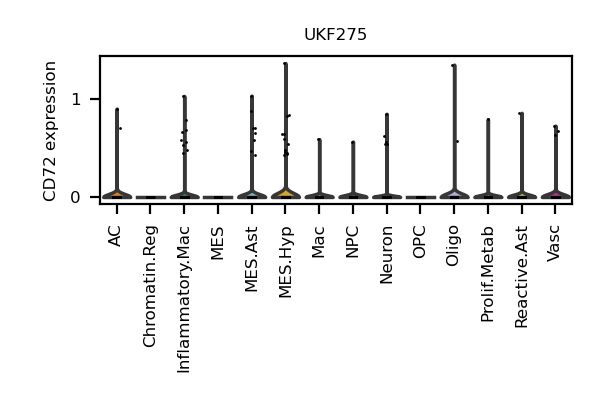 UKF275
CD72 expression
1
0
AC
Chromatin.Reg
Inflammatory.Mac
MES
MES.Ast
MES.Hyp
Mac
NPC
Neuron
OPC
Oligo
Prolif.Metab
Reactive.Ast
Vasc